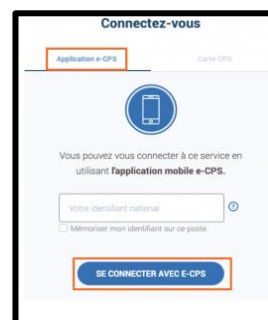 Connectez-vous
Application e-CPS Carte CPS
Vous pouvez vous connecter à ce service en
utilisant l'application mobile e-CPS.
Votre identifiant national
Mémoriser mon identifiant sur ce poste
SE CONNECTER AVEC E-CPS